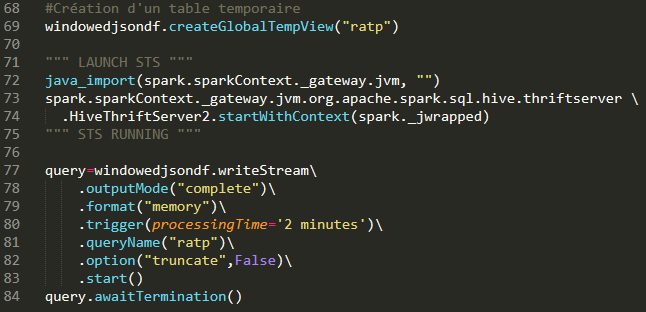 68 #Création d'un table temporaire
69 windowedjsondf.createGlobalTempView("ratp")
70
71 """ LAUNCH STS """
72 java_import(spark.sparkContext._gateway.jvm, "")
73 spark.sparkContext._gateway.jvm.org.apache.spark.sql.hive.thriftserver \
74   .HiveThriftServer2.startWithContext(spark._jwrapped)
75 """ STS RUNNING """
76
77 query=windowedjsondf.writeStream\
78     .outputMode("complete")\
79     .format("memory")\
80     .trigger(processingTime='2 minutes')\
81     .queryName("ratp")\
82     .option("truncate",False)\
83     .start()
84 query.awaitTermination()